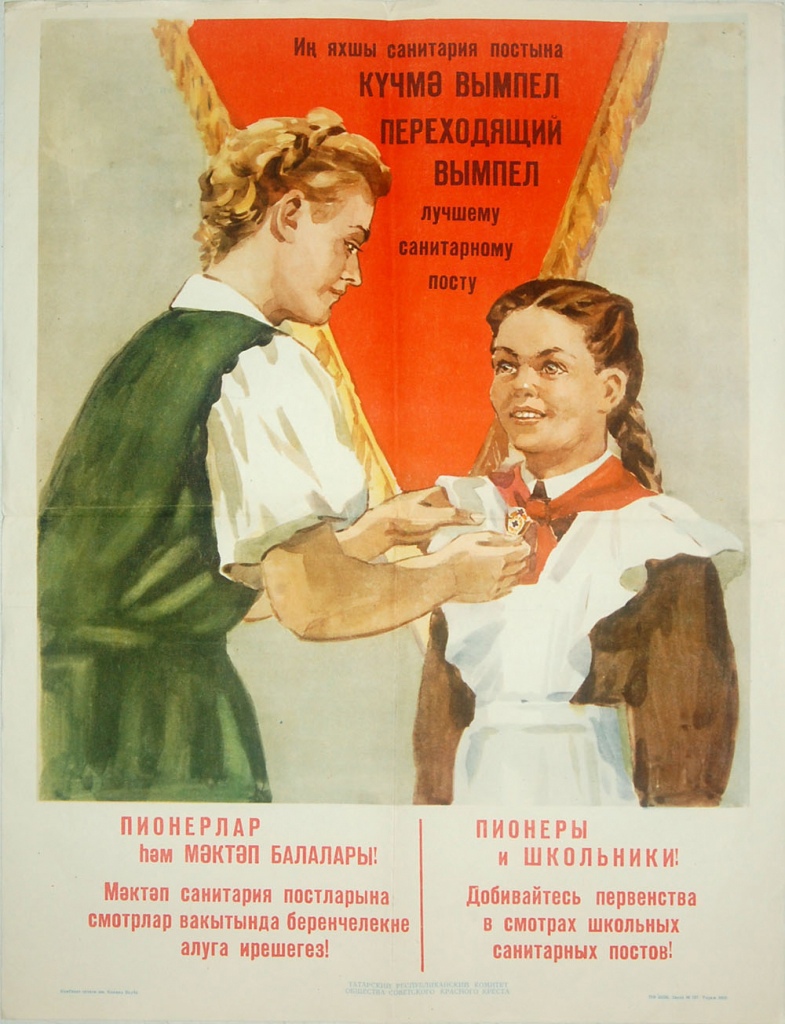 Иң яхшы санитария постына
КҮЧМӘ ВЫМПЕЛ
ПЕРЕХОДЯЩИЙ
ВЫМПЕЛ
лучшему
санитарному
посту
ПИОНЕРЛАР
һәм МӘКТӘП БАЛАЛАРЫ!
Мәктәп санитария постларына
смотрлар вакытында беренчелекне
алуга ирешегез!
ПИОНЕРЫ
и ШКОЛЬНИКИ!
Добивайтесь первенства
в смотрах школьных
санитарных постов!
ТАТАРСКИЙ РЕСПУБЛИКАНСКИЙ КОМИТЕТ
ОБЩЕСТВА СОВЕТСКОГО КРАСНОГО КРЕСТА